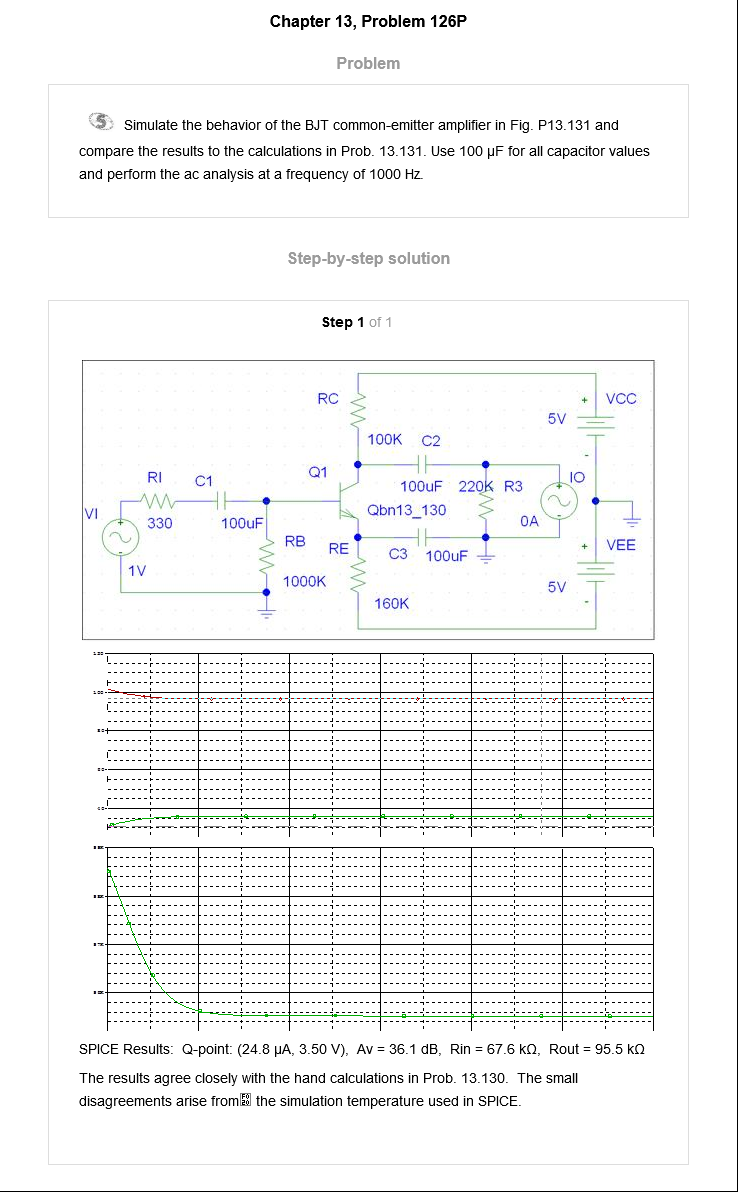 Chapter 13, Problem 126P
Problem
S Simulate the behavior of the BJT common-emitter amplifier in Fig. P13.131 and
compare the results to the calculations in Prob. 13.131. Use 100 µF for all capacitor values
and perform the ac analysis at a frequency of 1000 Hz.
Step-by-step solution
Step 1 of 1
RC
100K
VCC
5V
C2
100uF
RI
330
C1
100uF
Q1
Qbn13_130
220K R3
IO
0A
VI
1V
RB
1000K
RE
160K
C3 100uF
VEE
5V
SPICE Results: Q-point: (24.8 µA, 3.50 V), Av = 36.1 dB, Rin = 67.6 kΩ, Rout = 95.5 kΩ
The results agree closely with the hand calculations in Prob. 13.130. The small
disagreements arise from the simulation temperature used in SPICE.